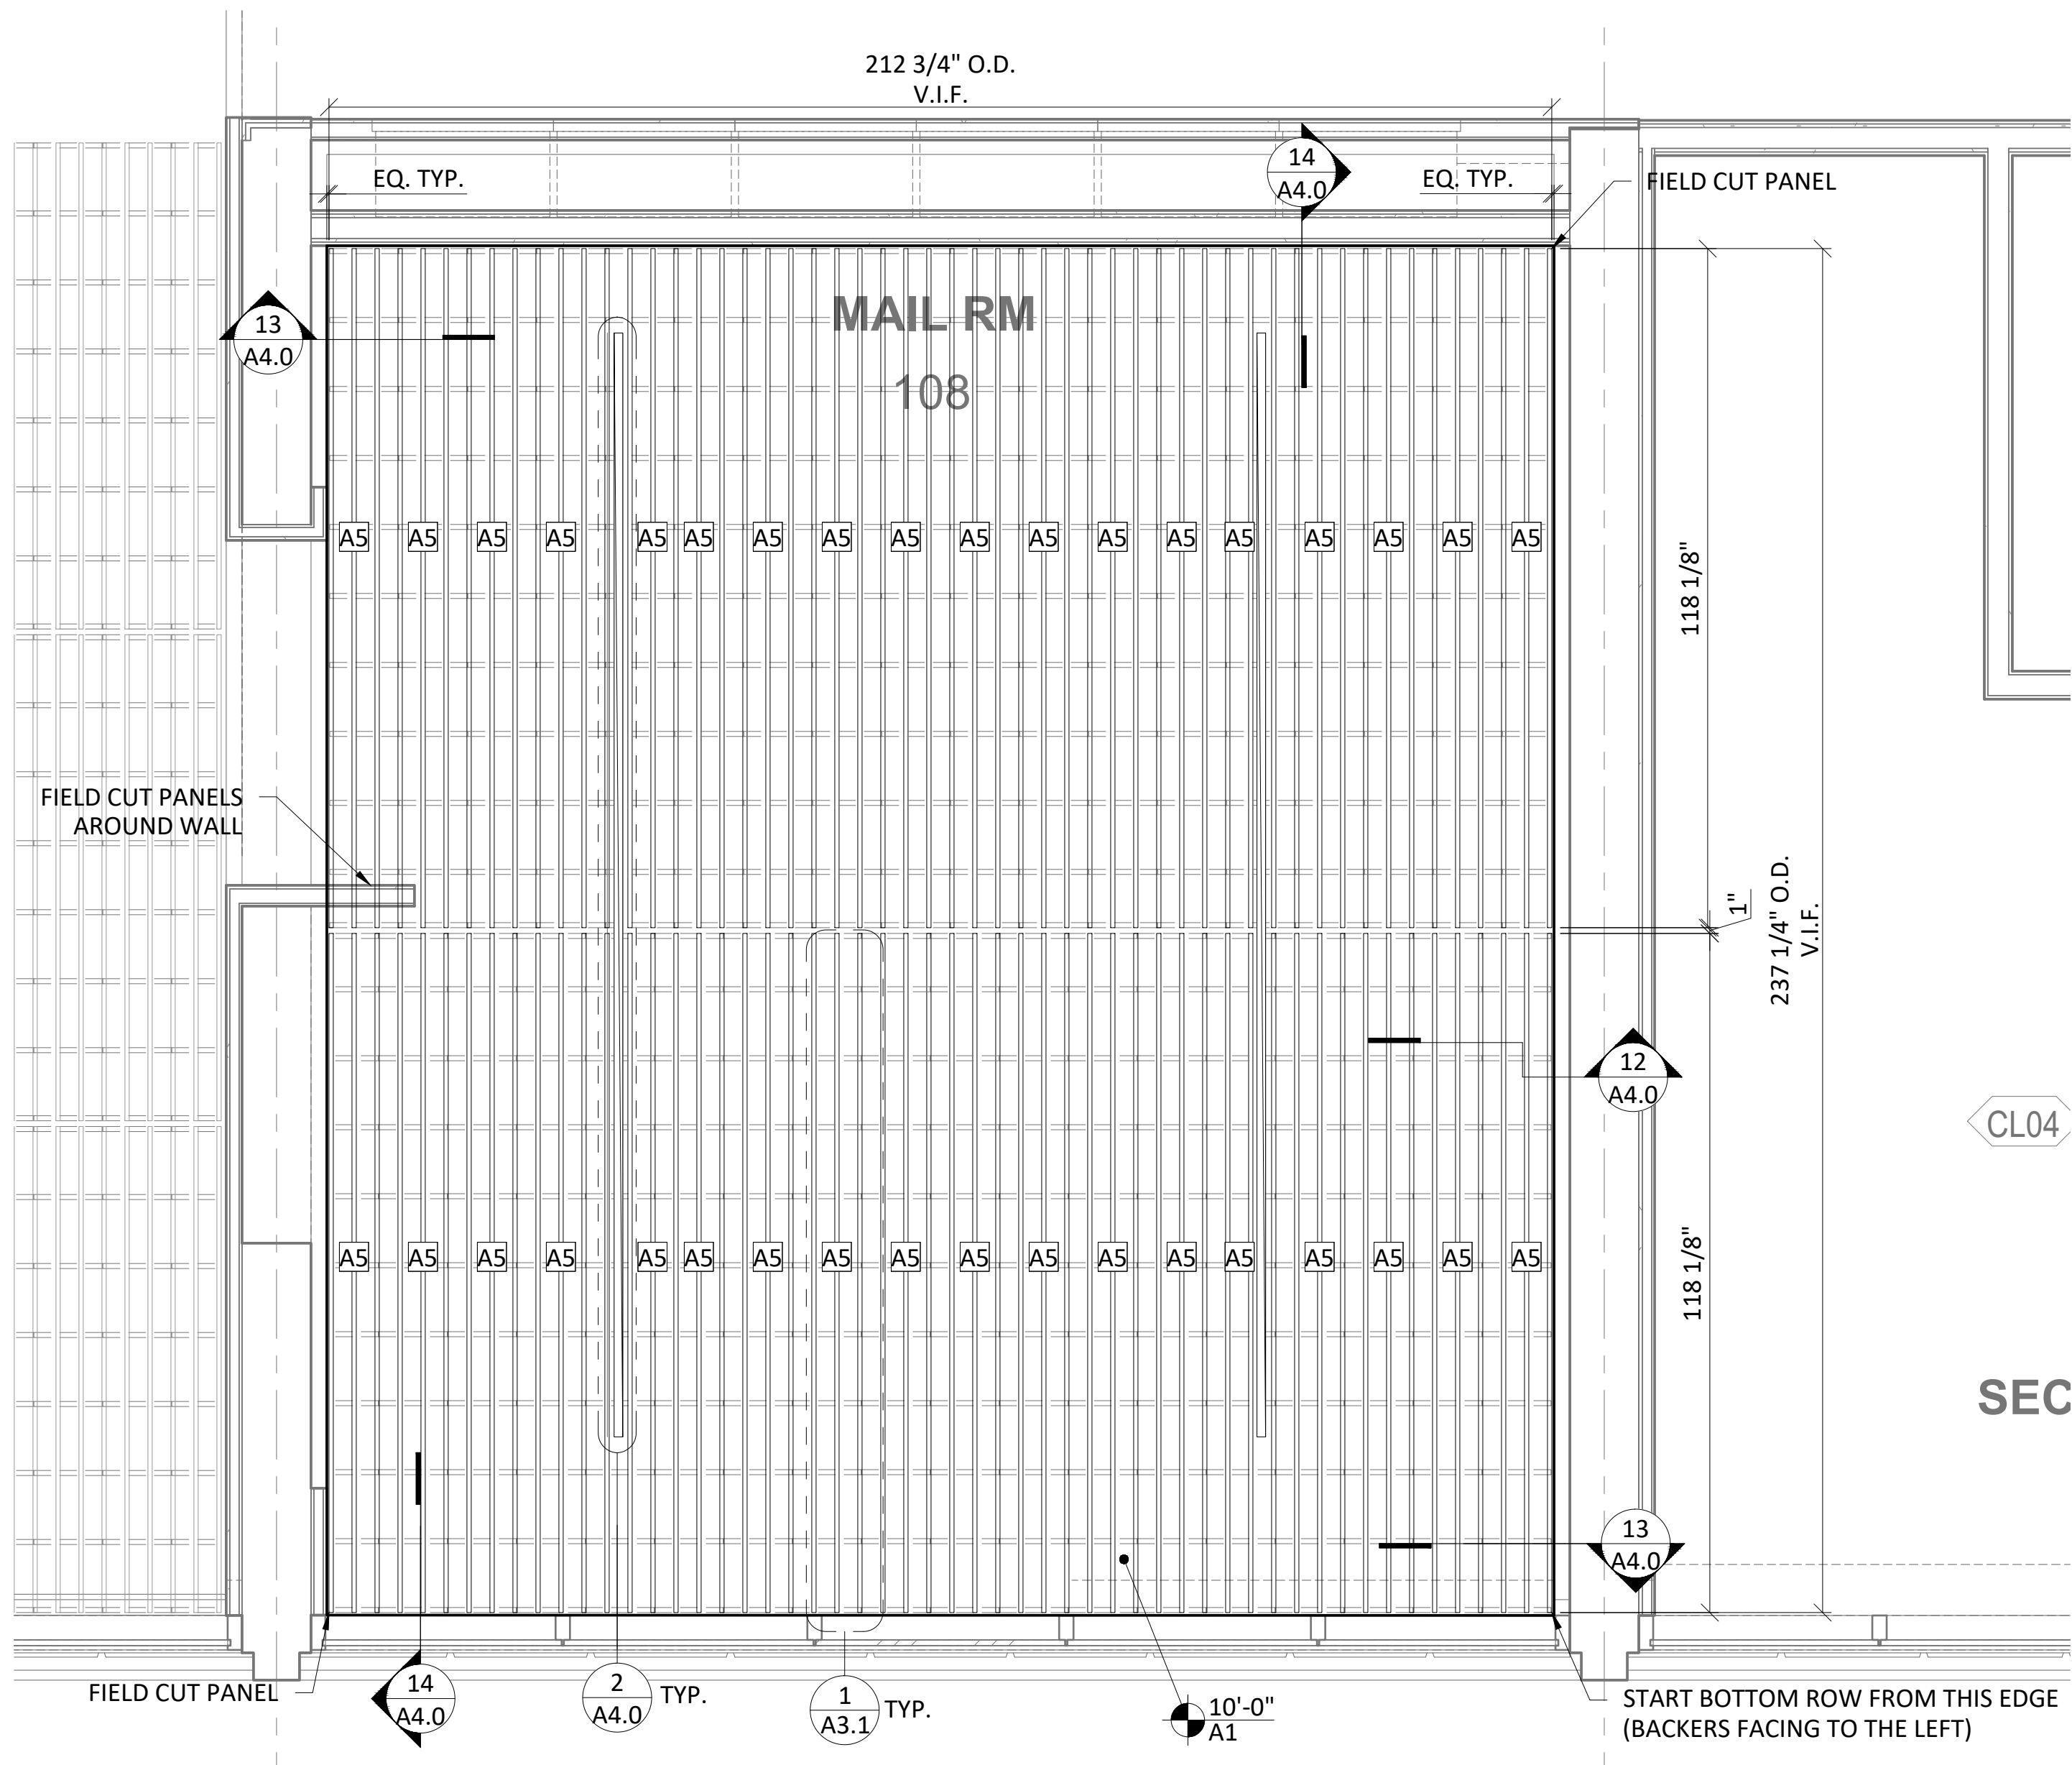 212 3/4" O.D.
V.I.F.
14
A4.0
EQ. TYP.
EQ. TYP.
FIELD CUT PANEL
MAIL RM
108
13
A4.0
A5 A5 A5 A5 A5 A5 A5 A5 A5 A5 A5 A5 A5 A5 A5 A5 A5 A5
118 1/8"
FIELD CUT PANELS
AROUND WALL
1"
237 1/4" O.D.
V.I.F.
12
A4.0
CL04
A5 A5 A5 A5 A5 A5 A5 A5 A5 A5 A5 A5 A5 A5 A5 A5 A5 A5
118 1/8"
SEC
13
A4.0
FIELD CUT PANEL
14
A4.0
2
A4.0
TYP.
1
A3.1
TYP.
10'-0"
A1
START BOTTOM ROW FROM THIS EDGE
(BACKERS FACING TO THE LEFT)